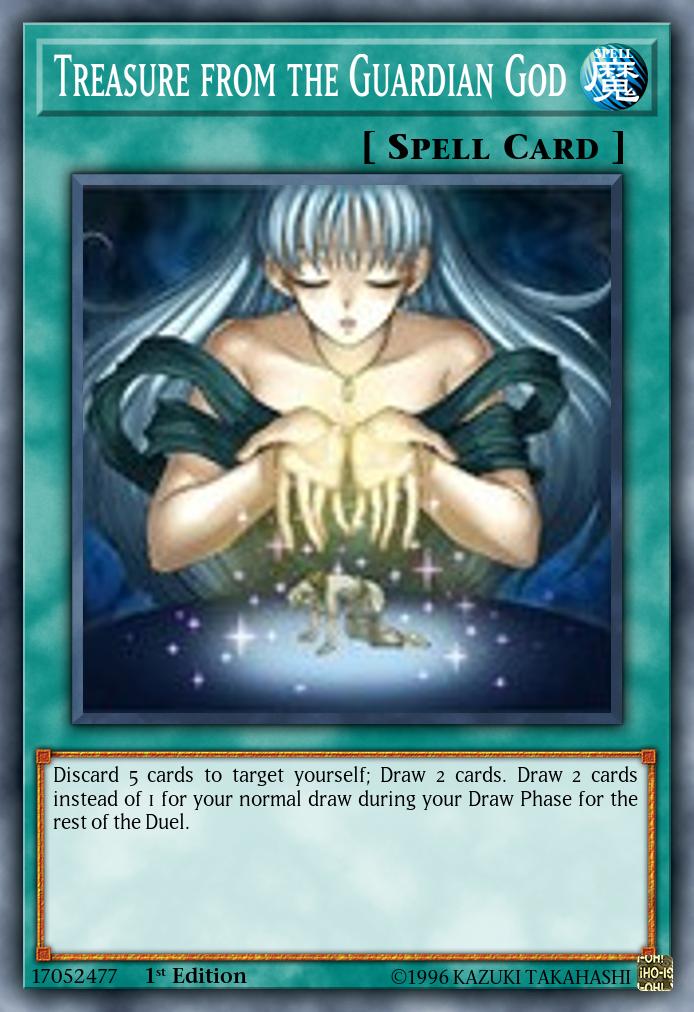 Treasure from the Guardian God
SPELL
魔
[ Spell Card ]
Discard 5 cards to target yourself; Draw 2 cards. Draw 2 cards
instead of 1 for your normal draw during your Draw Phase for the
rest of the Duel.
17052477 1st Edition ©1996 KAZUKI TAKAHASHI